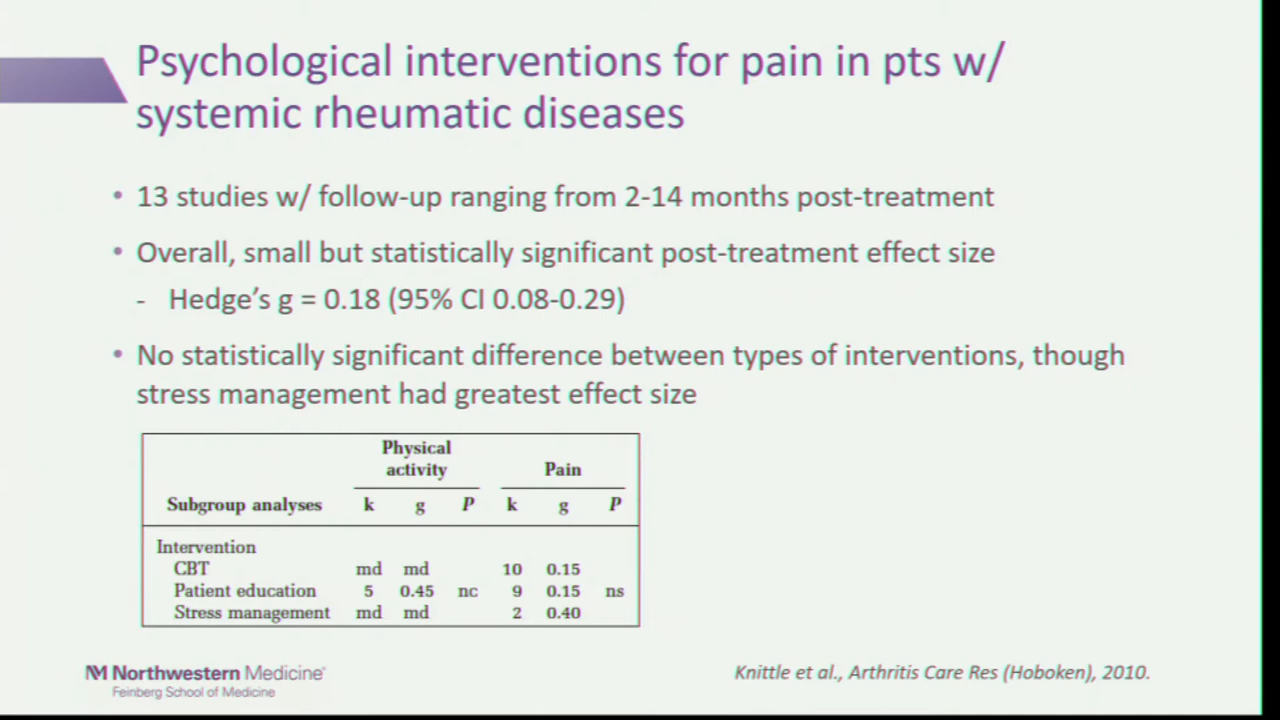 Psychological interventions for pain in pts w/
systemic rheumatic diseases
• 13 studies w/ follow-up ranging from 2-14 months post-treatment
• Overall, small but statistically significant post-treatment effect size
- Hedge's g = 0.18 (95% CI 0.08-0.29)
• No statistically significant difference between types of interventions, though
stress management had greatest effect size
Physical
activity Pain
Subgroup analyses k g P k g P
Intervention
CBT md md 10 0.15
Patient education 5 0.45 nc 9 0.15 ns
Stress management md md 2 0.40
NM Northwestern Medicine®
Feinberg School of Medicine
Knittle et al., Arthritis Care Res (Hoboken), 2010.